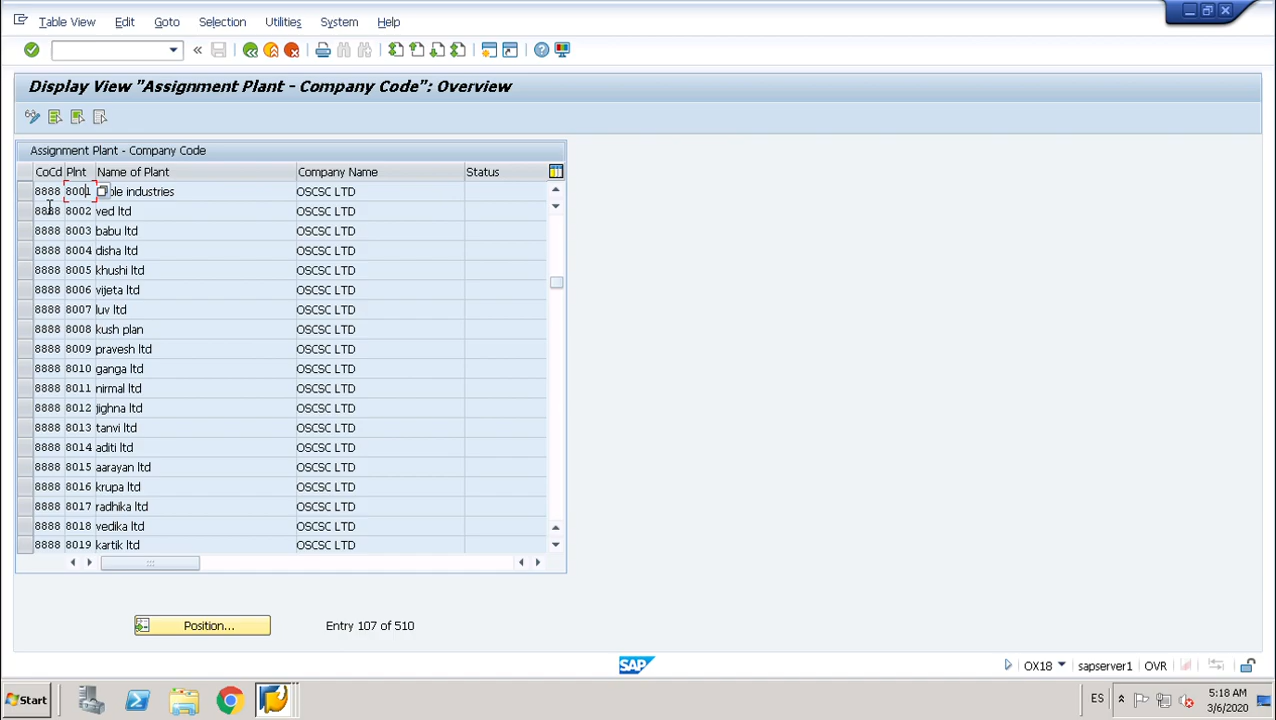 Table View Edit Goto Selection Utilities System Help
Display View "Assignment Plant - Company Code": Overview
Assignment Plant - Company Code
CoCd Plnt Name of Plant Company Name Status
8888 8001 ble industries OSCSC LTD
8888 8002 ved ltd OSCSC LTD
8888 8003 babu ltd OSCSC LTD
8888 8004 disha ltd OSCSC LTD
8888 8005 khushi ltd OSCSC LTD
8888 8006 vijeta ltd OSCSC LTD
8888 8007 luv ltd OSCSC LTD
8888 8008 kush plan OSCSC LTD
8888 8009 pravesh ltd OSCSC LTD
8888 8010 ganga ltd OSCSC LTD
8888 8011 nirmal ltd OSCSC LTD
8888 8012 jighna ltd OSCSC LTD
8888 8013 tanvi ltd OSCSC LTD
8888 8014 aditi ltd OSCSC LTD
8888 8015 aarayan ltd OSCSC LTD
8888 8016 krupa ltd OSCSC LTD
8888 8017 radhika ltd OSCSC LTD
8888 8018 vedika ltd OSCSC LTD
8888 8019 kartik ltd OSCSC LTD
Position... Entry 107 of 510
SAP OX18 sapserver1 OVR
Start ES 5:18 AM
3/6/2020